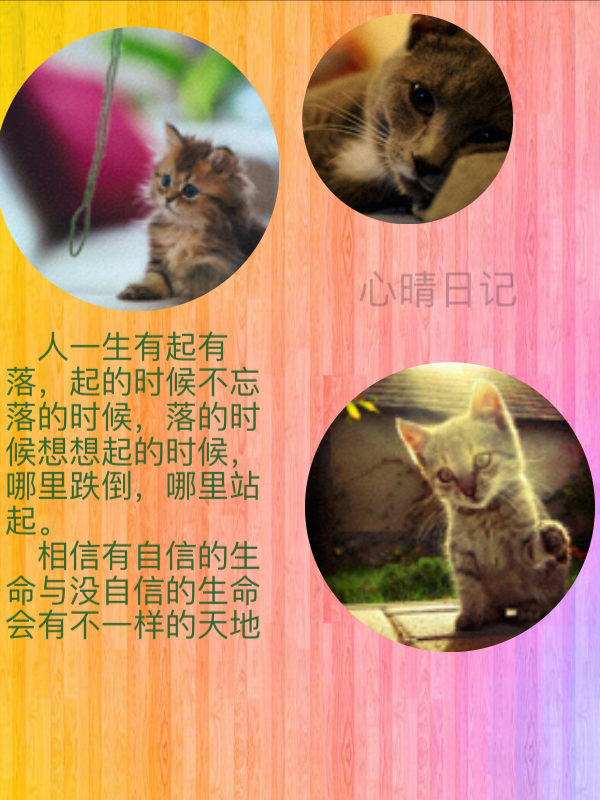 心晴日记
人一生有起有
落，起的时候不忘
落的时候，落的时
候想想起的时候，
哪里跌倒，哪里站
起。
相信有自信的生
命与没自信的生命
会有不一样的天地